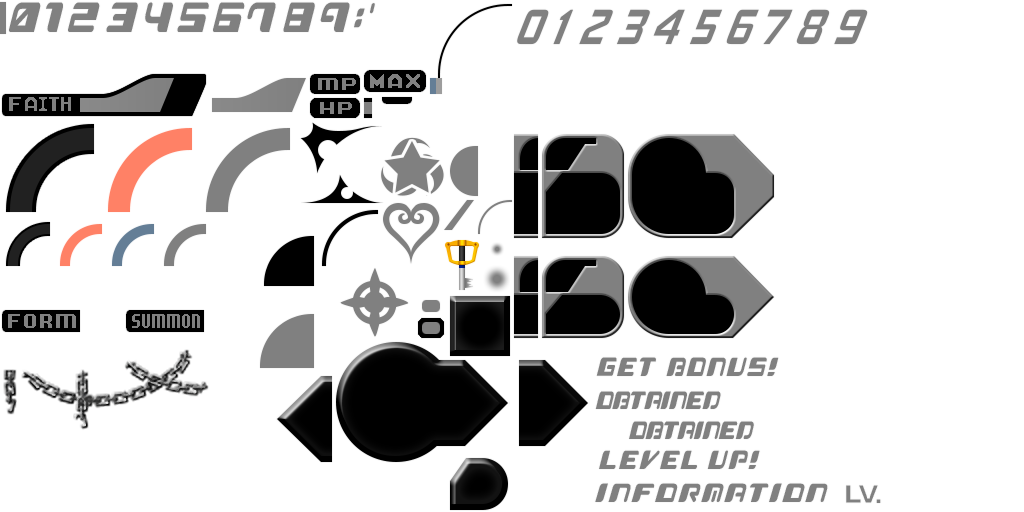 0123456789:'
0123456789
MP MAX
FAITH
HP
FORM SUMMON
GET BONUS!
OBTAINED
OBTAINED
LEVEL UP!
INFORMATION LV.